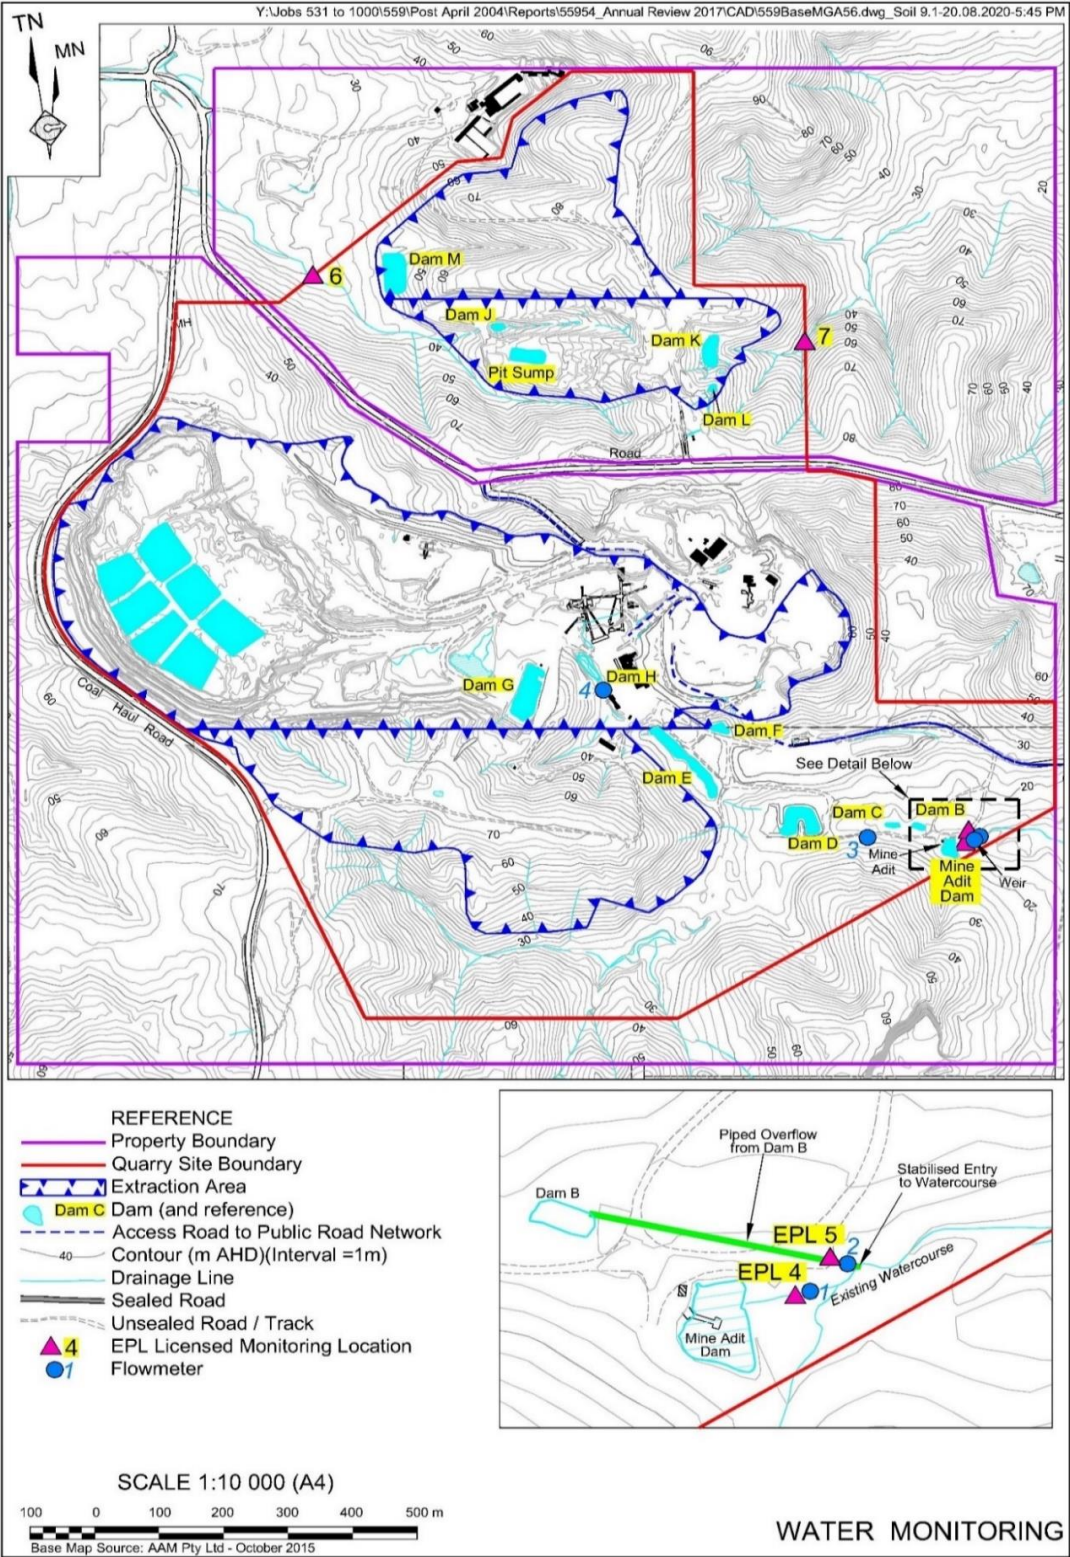 Y:\Jobs 531 to 1000\559\Post April 2004\Reports\55954_Annual Review 2017\CAD\559BaseMGA56.dwg_Soil 9.1-20.08.2020-5:45 PM
TN
MN
6
Dam M
Dam J
Dam K
7
Pit Sump
Dam L
Road
Coal Haul Road
Dam G
4
Dam H
Dam F
See Detail Below
Dam E
Dam C
Dam B
Dam D
3
Mine
Adit
Weir
Mine
Adit
Dam
REFERENCE
Property Boundary
Quarry Site Boundary
Extraction Area
Dam C
Dam (and reference)
Access Road to Public Road Network
40
Contour (m AHD)(Interval =1m)
Drainage Line
Sealed Road
Unsealed Road / Track
4
EPL Licensed Monitoring Location
1
Flowmeter
Piped Overflow
from Dam B
Stabilised Entry
to Watercourse
Dam B
EPL 5
2
EPL 4
1
Existing Watercourse
Mine Adit
Dam
SCALE 1:10 000 (A4)
100 0 100 200 300 400 500 m
Base Map Source: AAM Pty Ltd - October 2015
WATER MONITORING